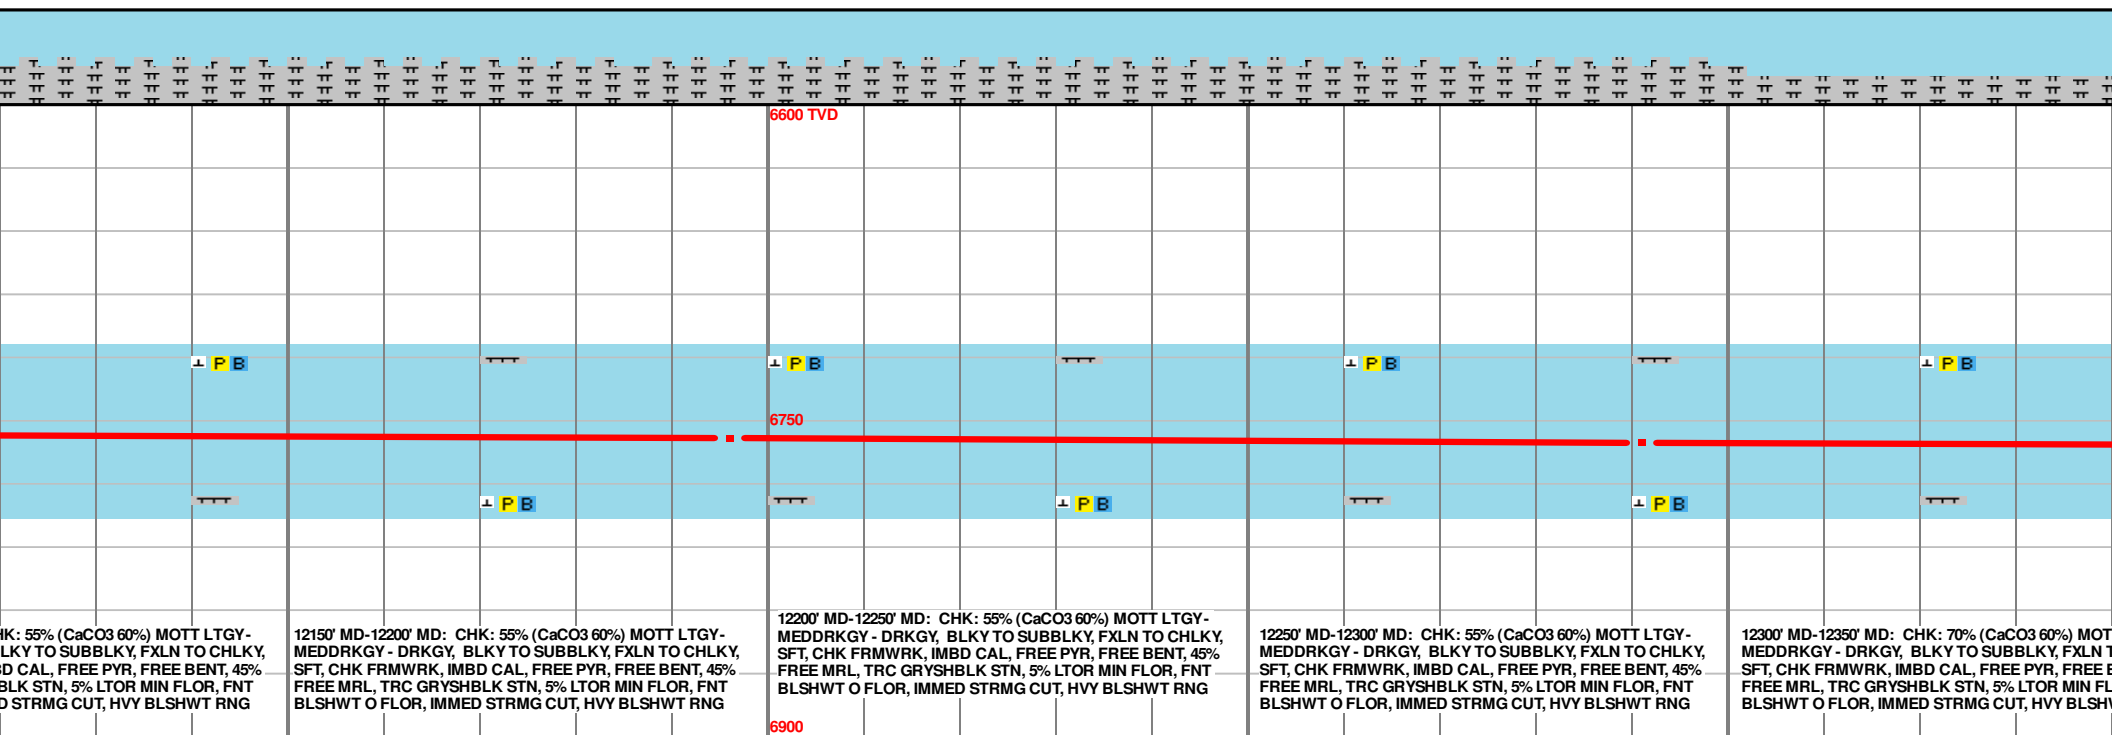 6600 TVD
P B
P B
P B
P B
6750
P B
P B
P B
HK: 55% (CaCO3 60%) MOTT LTGY-
LKY TO SUBBLKY, FXLN TO CHLKY,
BD CAL, FREE PYR, FREE BENT, 45%
BLK STN, 5% LTOR MIN FLOR, FNT
D STRMG CUT, HVY BLSHWT RNG
12150' MD-12200' MD: CHK: 55% (CaCO3 60%) MOTT LTGY-
MEDDRKGY - DRKGY, BLKY TO SUBBLKY, FXLN TO CHLKY,
SFT, CHK FRMWRK, IMBD CAL, FREE PYR, FREE BENT, 45%
FREE MRL, TRC GRYSHBLK STN, 5% LTOR MIN FLOR, FNT
BLSHWT O FLOR, IMMED STRMG CUT, HVY BLSHWT RNG
12200' MD-12250' MD: CHK: 55% (CaCO3 60%) MOTT LTGY-
MEDDRKGY - DRKGY, BLKY TO SUBBLKY, FXLN TO CHLKY,
SFT, CHK FRMWRK, IMBD CAL, FREE PYR, FREE BENT, 45%
FREE MRL, TRC GRYSHBLK STN, 5% LTOR MIN FLOR, FNT
BLSHWT O FLOR, IMMED STRMG CUT, HVY BLSHWT RNG
12250' MD-12300' MD: CHK: 55% (CaCO3 60%) MOTT LTGY-
MEDDRKGY - DRKGY, BLKY TO SUBBLKY, FXLN TO CHLKY,
SFT, CHK FRMWRK, IMBD CAL, FREE PYR, FREE BENT, 45%
FREE MRL, TRC GRYSHBLK STN, 5% LTOR MIN FLOR, FNT
BLSHWT O FLOR, IMMED STRMG CUT, HVY BLSHWT RNG
12300' MD-12350' MD: CHK: 70% (CaCO3 60%) MOT
MEDDRKGY - DRKGY, BLKY TO SUBBLKY, FXLN T
SFT, CHK FRMWRK, IMBD CAL, FREE PYR, FREE B
FREE MRL, TRC GRYSHBLK STN, 5% LTOR MIN FL
BLSHWT O FLOR, IMMED STRMG CUT, HVY BLSHW
6900